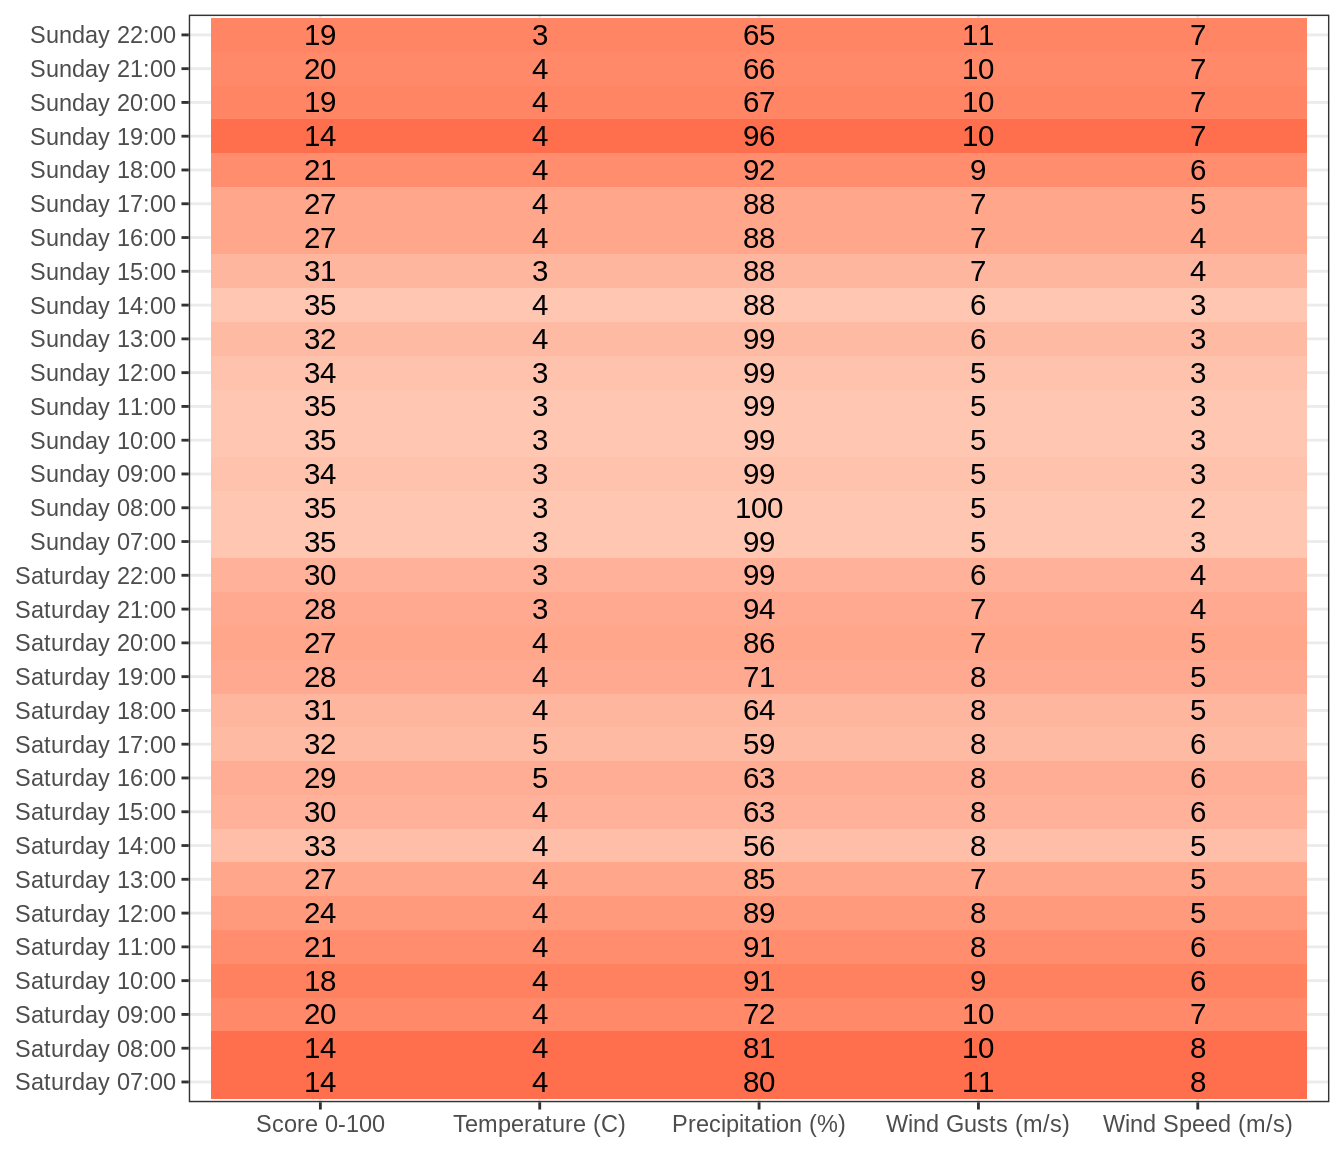 Sunday 22:00 19 3 65 11 7
Sunday 21:00 20 4 66 10 7
Sunday 20:00 19 4 67 10 7
Sunday 19:00 14 4 96 10 7
Sunday 18:00 21 4 92 9 6
Sunday 17:00 27 4 88 7 5
Sunday 16:00 27 4 88 7 4
Sunday 15:00 31 3 88 7 4
Sunday 14:00 35 4 88 6 3
Sunday 13:00 32 4 99 6 3
Sunday 12:00 34 3 99 5 3
Sunday 11:00 35 3 99 5 3
Sunday 10:00 35 3 99 5 3
Sunday 09:00 34 3 99 5 3
Sunday 08:00 35 3 100 5 2
Sunday 07:00 35 3 99 5 3
Saturday 22:00 30 3 99 6 4
Saturday 21:00 28 3 94 7 4
Saturday 20:00 27 4 86 7 5
Saturday 19:00 28 4 71 8 5
Saturday 18:00 31 4 64 8 5
Saturday 17:00 32 5 59 8 6
Saturday 16:00 29 5 63 8 6
Saturday 15:00 30 4 63 8 6
Saturday 14:00 33 4 56 8 5
Saturday 13:00 27 4 85 7 5
Saturday 12:00 24 4 89 8 5
Saturday 11:00 21 4 91 8 6
Saturday 10:00 18 4 91 9 6
Saturday 09:00 20 4 72 10 7
Saturday 08:00 14 4 81 10 8
Saturday 07:00 14 4 80 11 8
Score 0-100 Temperature (C) Precipitation (%) Wind Gusts (m/s) Wind Speed (m/s)